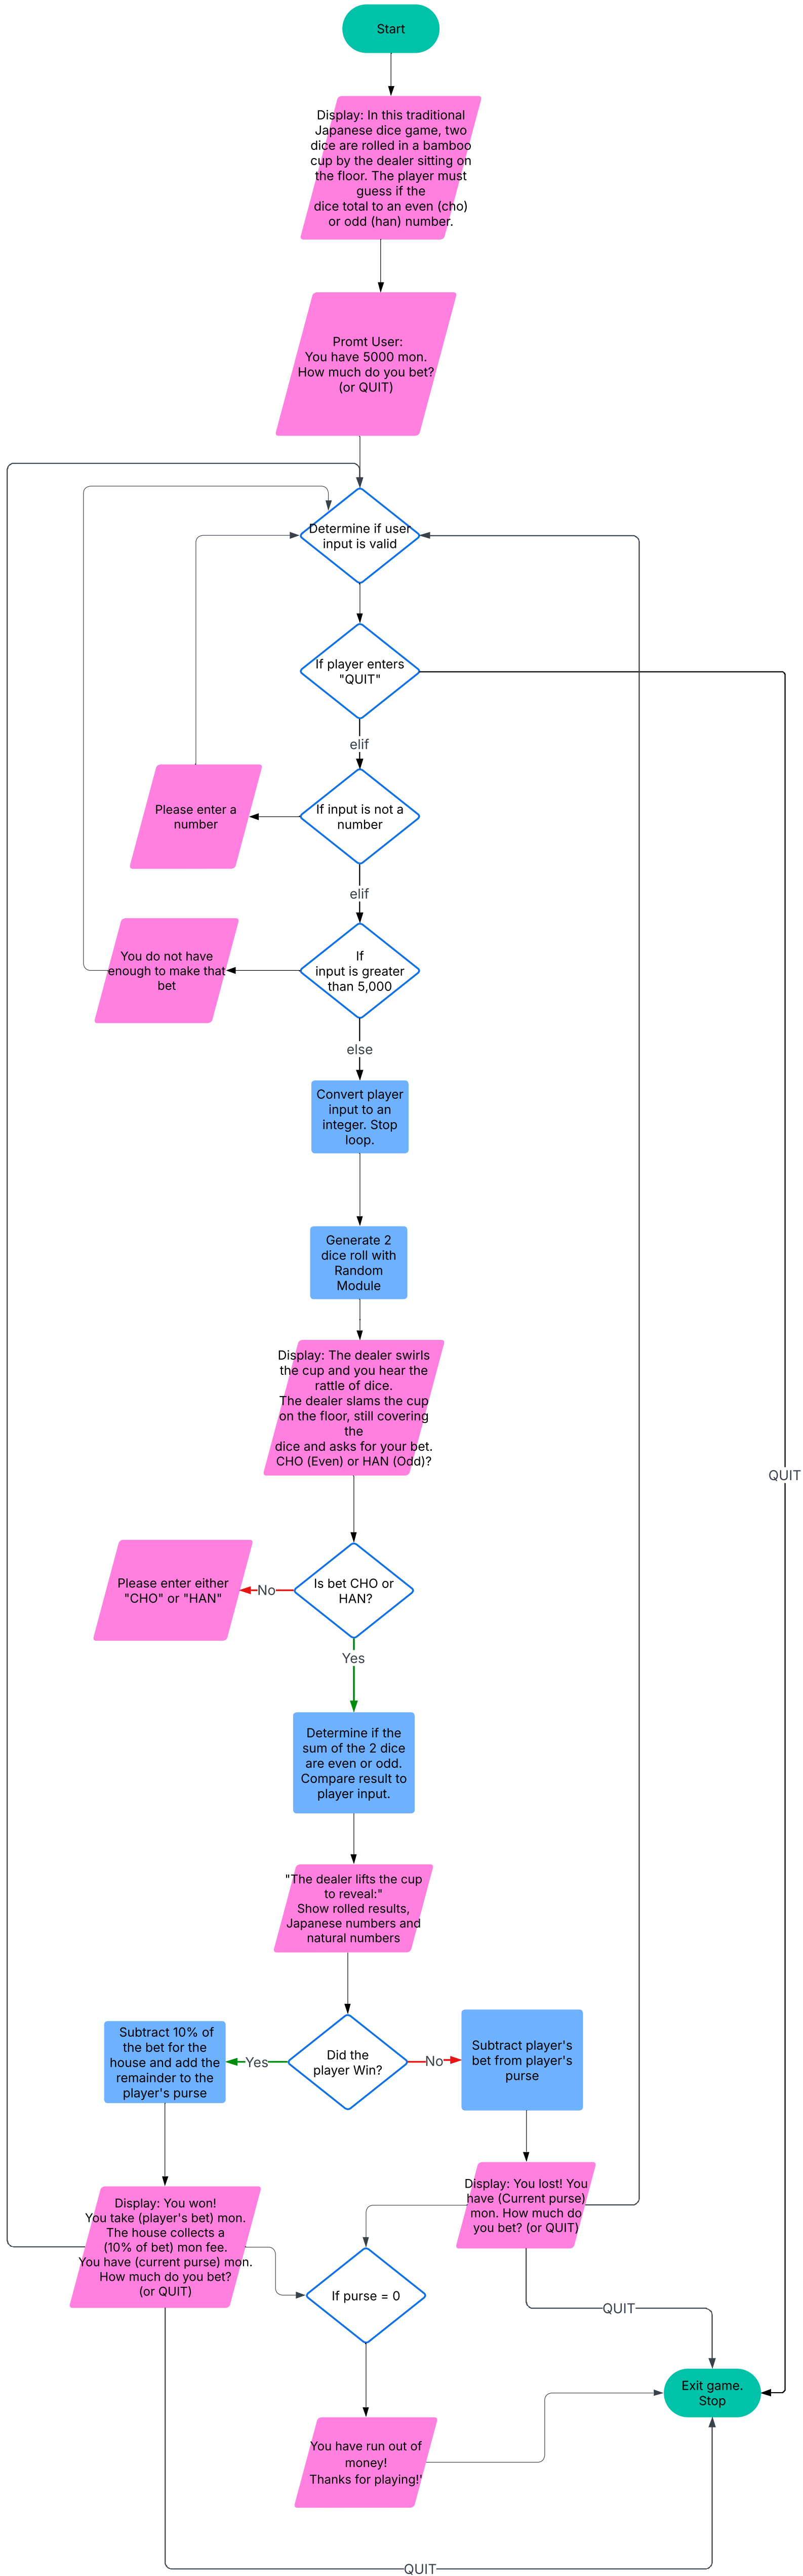 Start
Display: In this traditional
Japanese dice game, two
dice are rolled in a bamboo
cup by the dealer sitting on
the floor. The player must
guess if the
dice total to an even (cho)
or odd (han) number.
Promt User:
You have 5000 mon.
How much do you bet?
(or QUIT)
Determine if user
input is valid
If player enters
"QUIT"
elif
If input is not a
number
Please enter a
number
elif
If
input is greater
than 5,000
You do not have
enough to make that
bet
else
Convert player
input to an
integer. Stop
loop.
Generate 2
dice roll with
Random
Module
Display: The dealer swirls
the cup and you hear the
rattle of dice.
The dealer slams the cup
on the floor, still covering
the
dice and asks for your bet.
CHO (Even) or HAN (Odd)?
QUIT
Is bet CHO or
HAN?
No
Please enter either
"CHO" or "HAN"
Yes
Determine if the
sum of the 2 dice
are even or odd.
Compare result to
player input.
"The dealer lifts the cup
to reveal:"
Show rolled results,
Japanese numbers and
natural numbers
Did the
player Win?
Yes
No
Subtract 10% of
the bet for the
house and add the
remainder to the
player's purse
Subtract player's
bet from player's
purse
Display: You won!
You take (player's bet) mon.
The house collects a
(10% of bet) mon fee.
You have (current purse) mon.
How much do you bet?
(or QUIT)
Display: You lost! You
have (Current purse)
mon. How much do
you bet? (or QUIT)
If purse = 0
QUIT
Exit game.
Stop
You have run out of
money!
Thanks for playing!'
QUIT